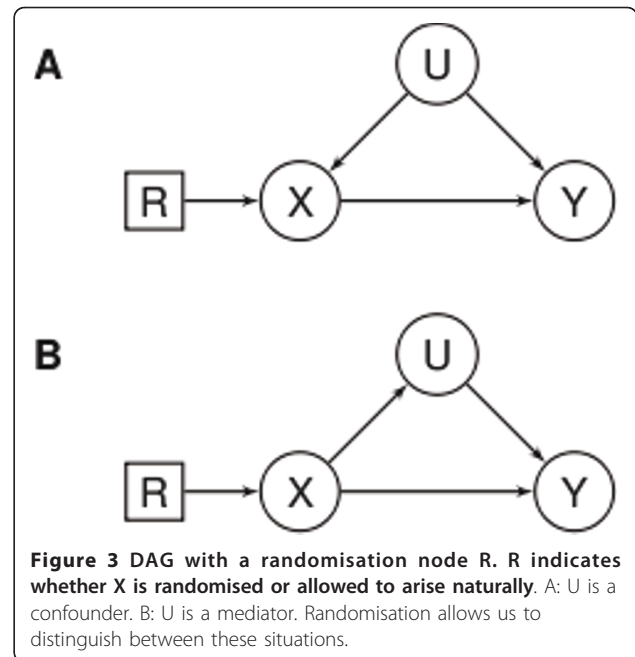 A
U
R
X
Y
B
U
R
X
Y
Figure 3 DAG with a randomisation node R. R indicates
whether X is randomised or allowed to arise naturally. A: U is a
confounder. B: U is a mediator. Randomisation allows us to
distinguish between these situations.